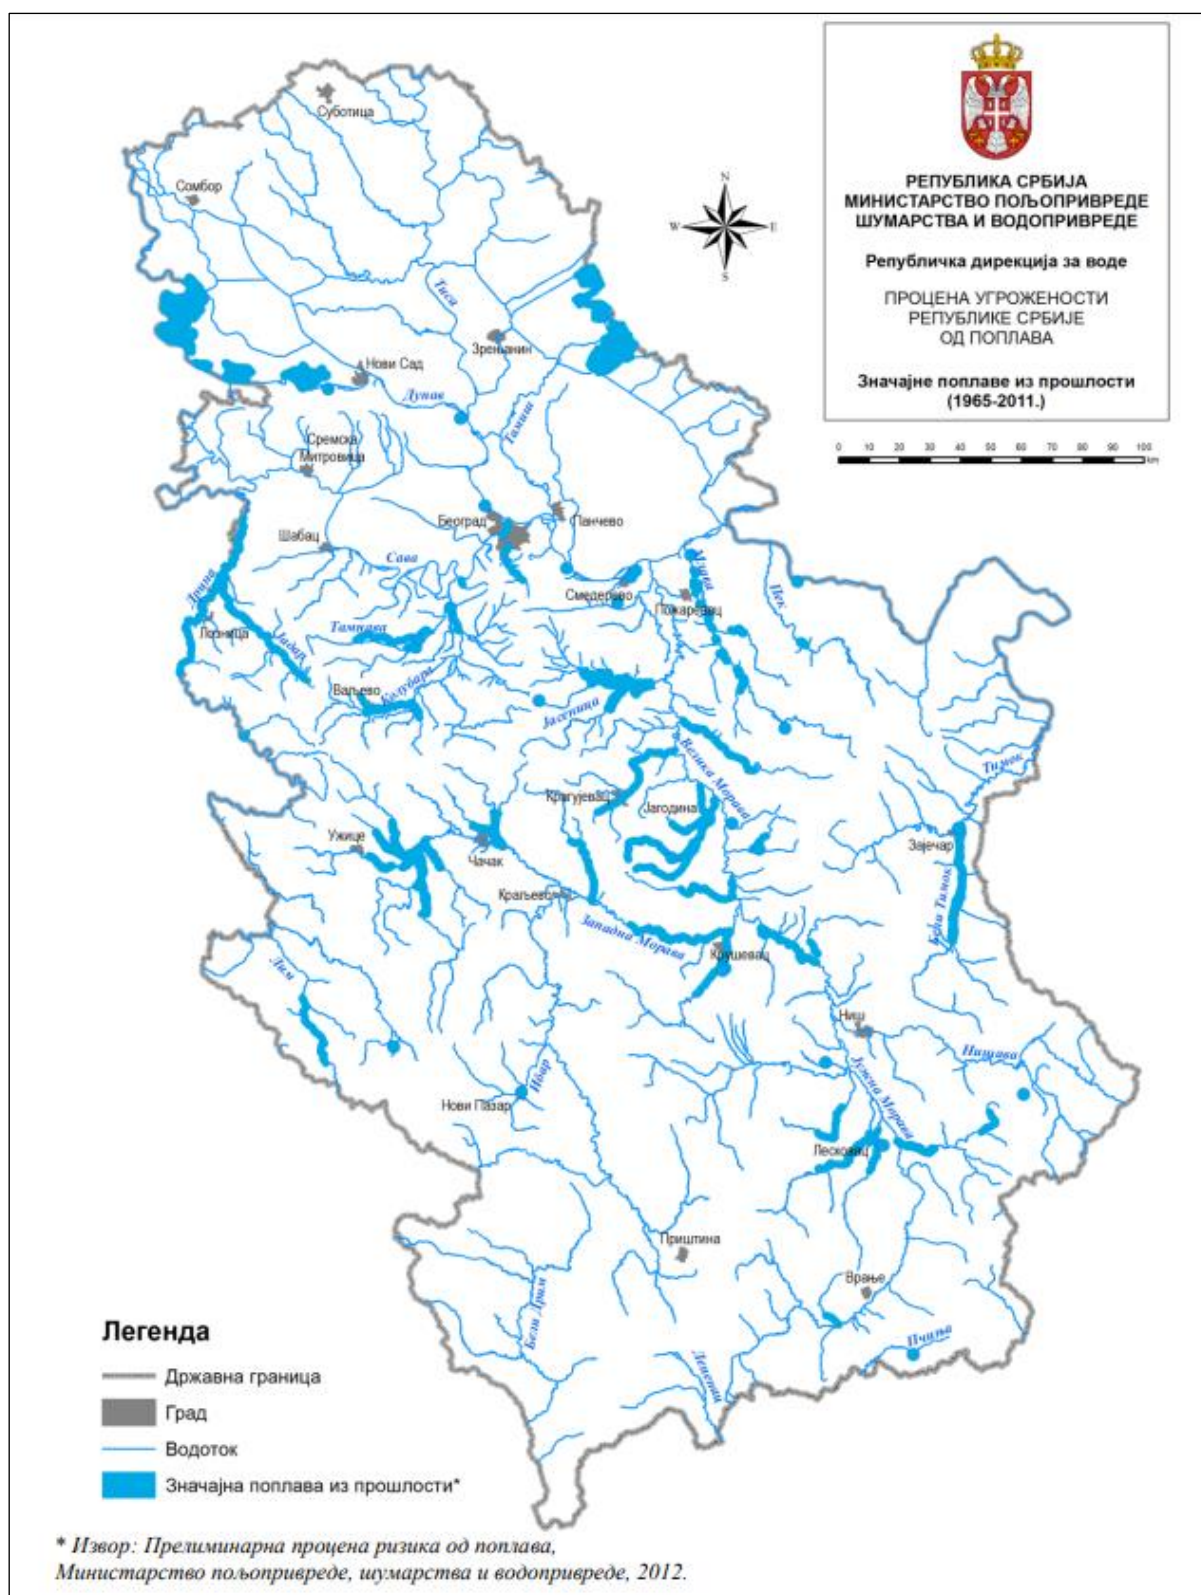 РЕПУБЛИКА СРБИЈА
МИНИСТАРСТВО ПОЉОПРИВРЕДЕ
ШУМАРСТВА И ВОДОПРИВРЕДЕ
Републичка дирекција за воде
ПРОЦЕНА УГРОЖЕНОСТИ
РЕПУБЛИКЕ СРБИЈЕ
ОД ПОПЛАВА
Значајне поплаве из прошлости
(1965-2011.)
0 10 20 30 40 50 60 70 80 90 100
km
N
W E
S
Суботица
Сомбор
Тиса
Зрењанин
Нови Сад
Дунав
Тамиш
Сремска
Митровица
Београд
Панчево
Шабац
Сава
Млава
Пек
Смедерево
Пожаревац
Дрина
Лозница
Јадар
Тамнава
Ваљево
Колубара
Јасеница
Велика Морава
Тимок
Крагујевац
Јагодина
Ужице
Чачак
Зајечар
Краљево
Бели Тимок
Западна Морава
Крушевац
Лим
Ниш
Нишава
Ибар
Јужна Морава
Нови Пазар
Лесковац
Приштина
Врање
Бели Дрим
Пчиња
Лепенац
Легенда
Државна граница
Град
Водоток
Значајна поплава из прошлости*
* Извор: Прелиминарна процена ризика од поплава,
Министарство пољопривреде, шумарства и водопривреде, 2012.